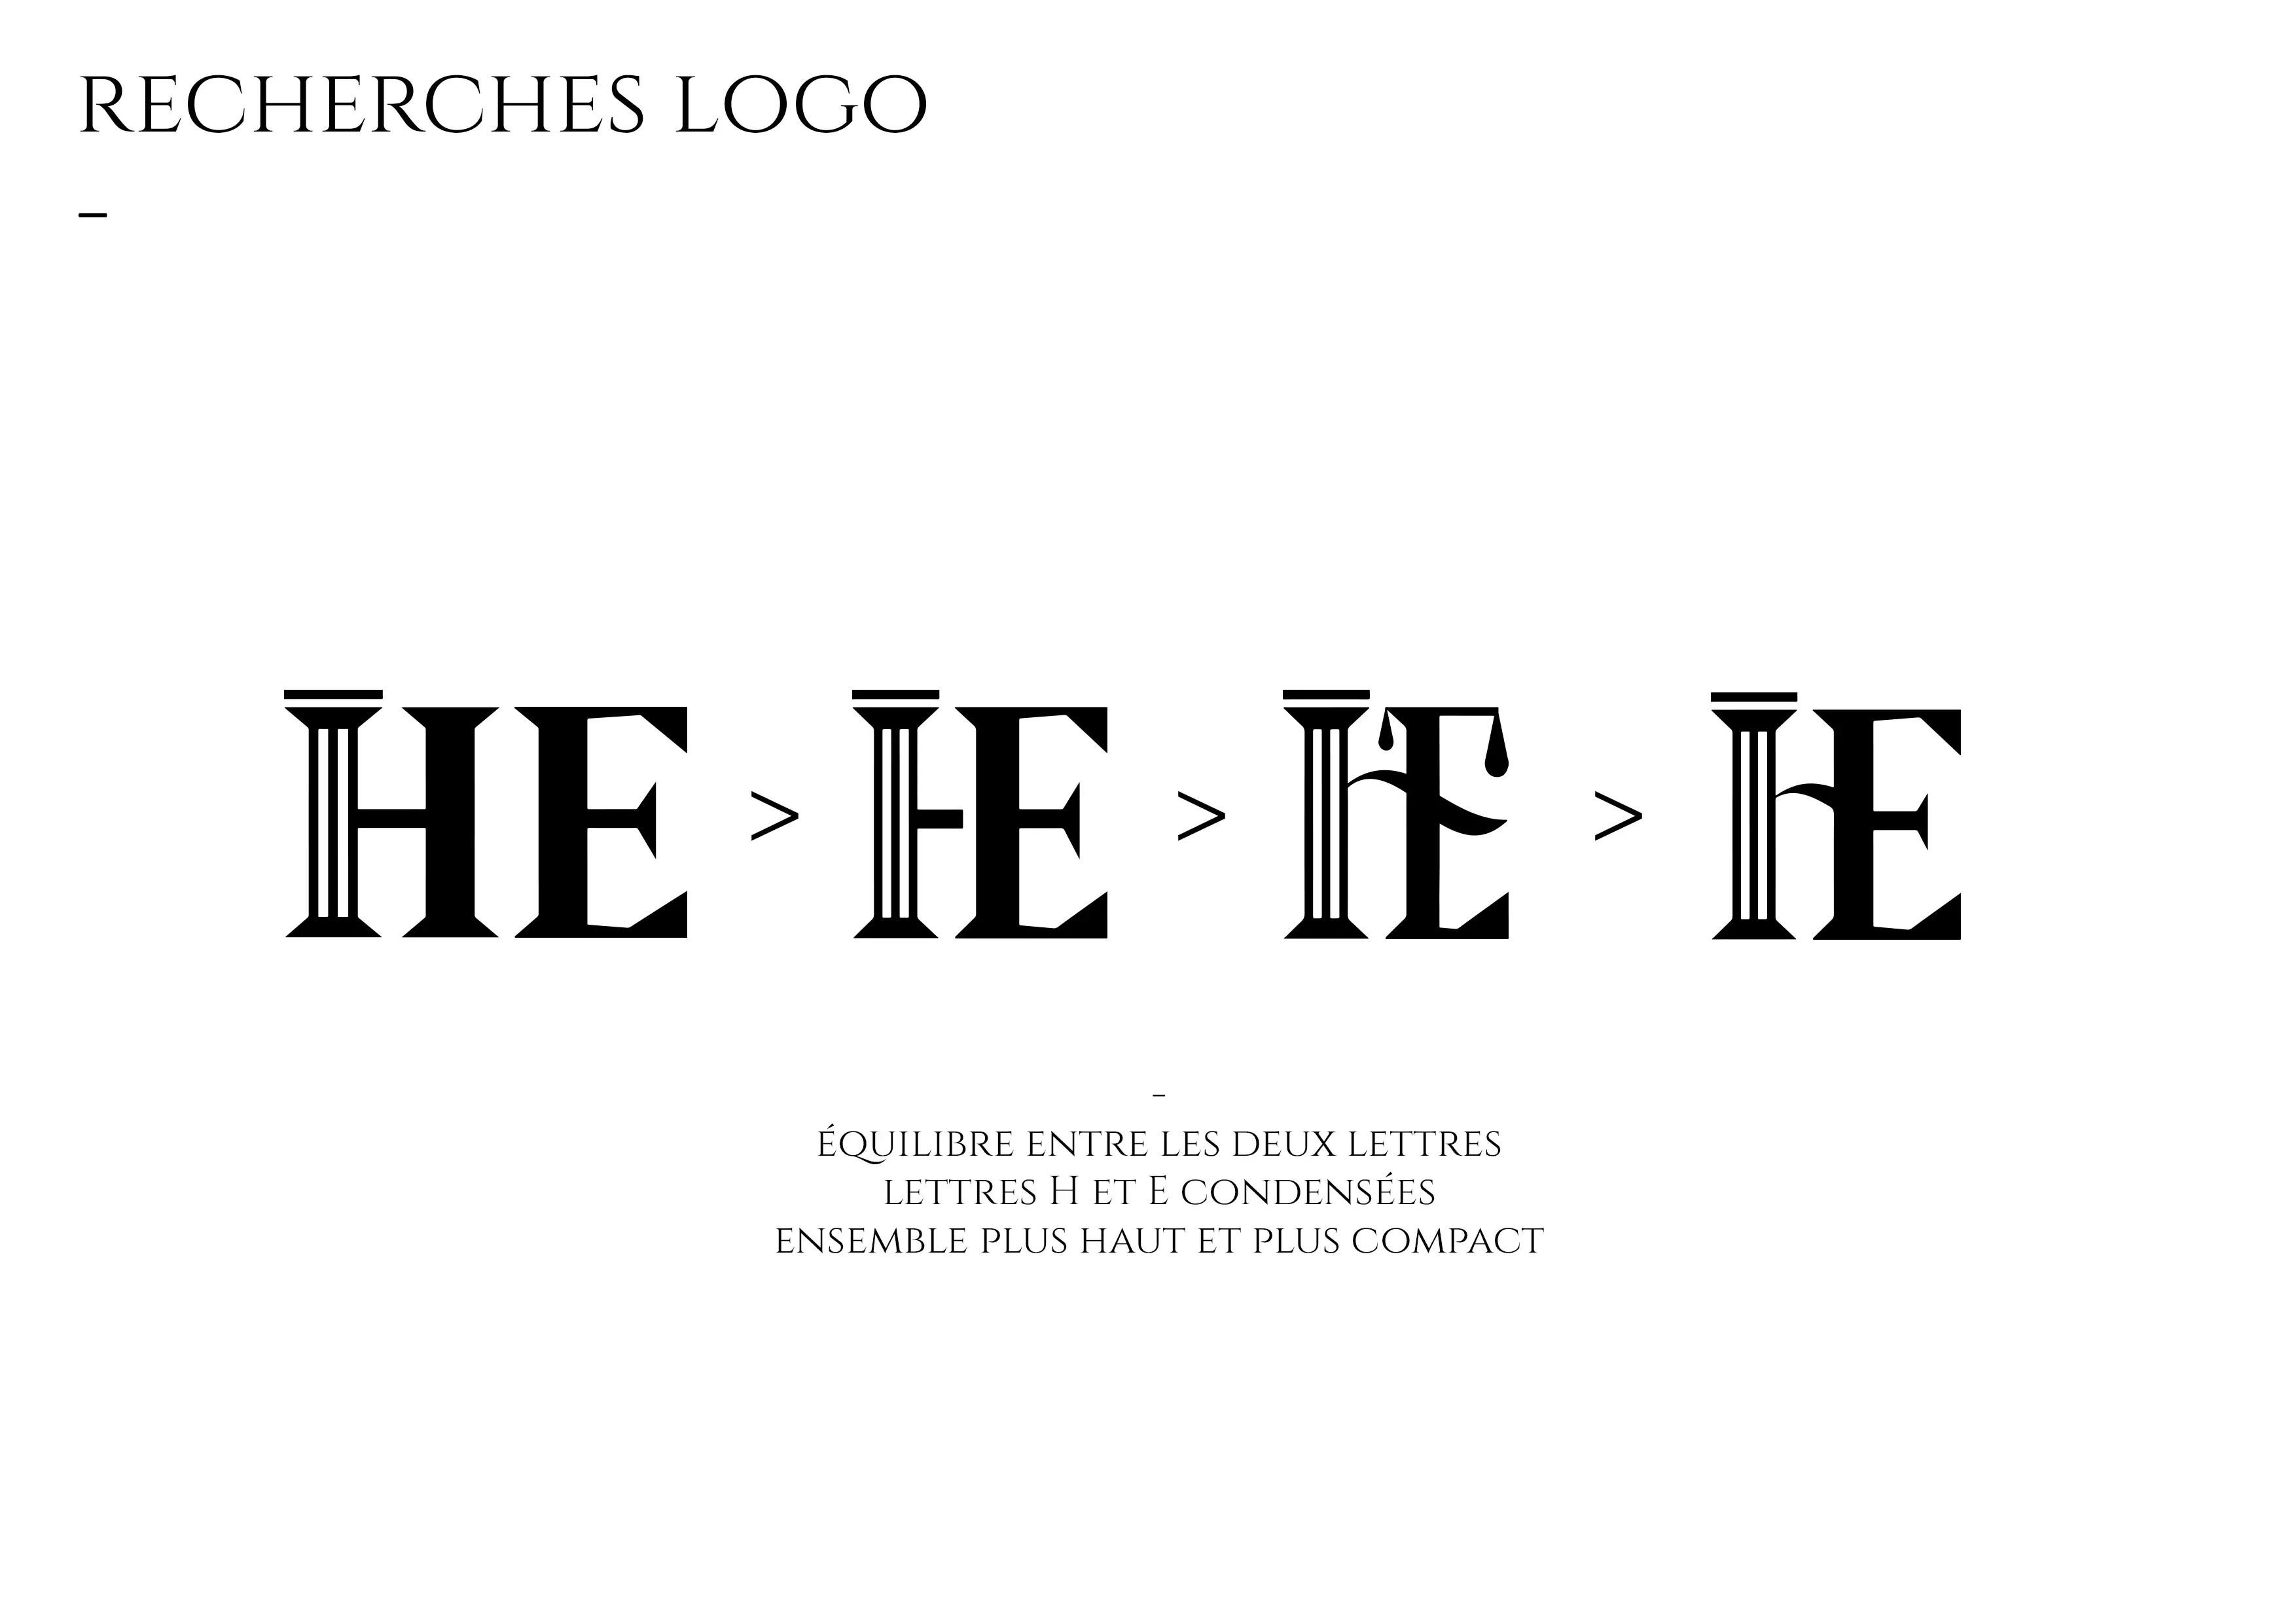 RECHERCHES LOGO
–
HE > HE > HE > hE
–
ÉQUILIBRE ENTRE LES DEUX LETTRES
LETTRES H ET E CONDENSÉES
ENSEMBLE PLUS HAUT ET PLUS COMPACT